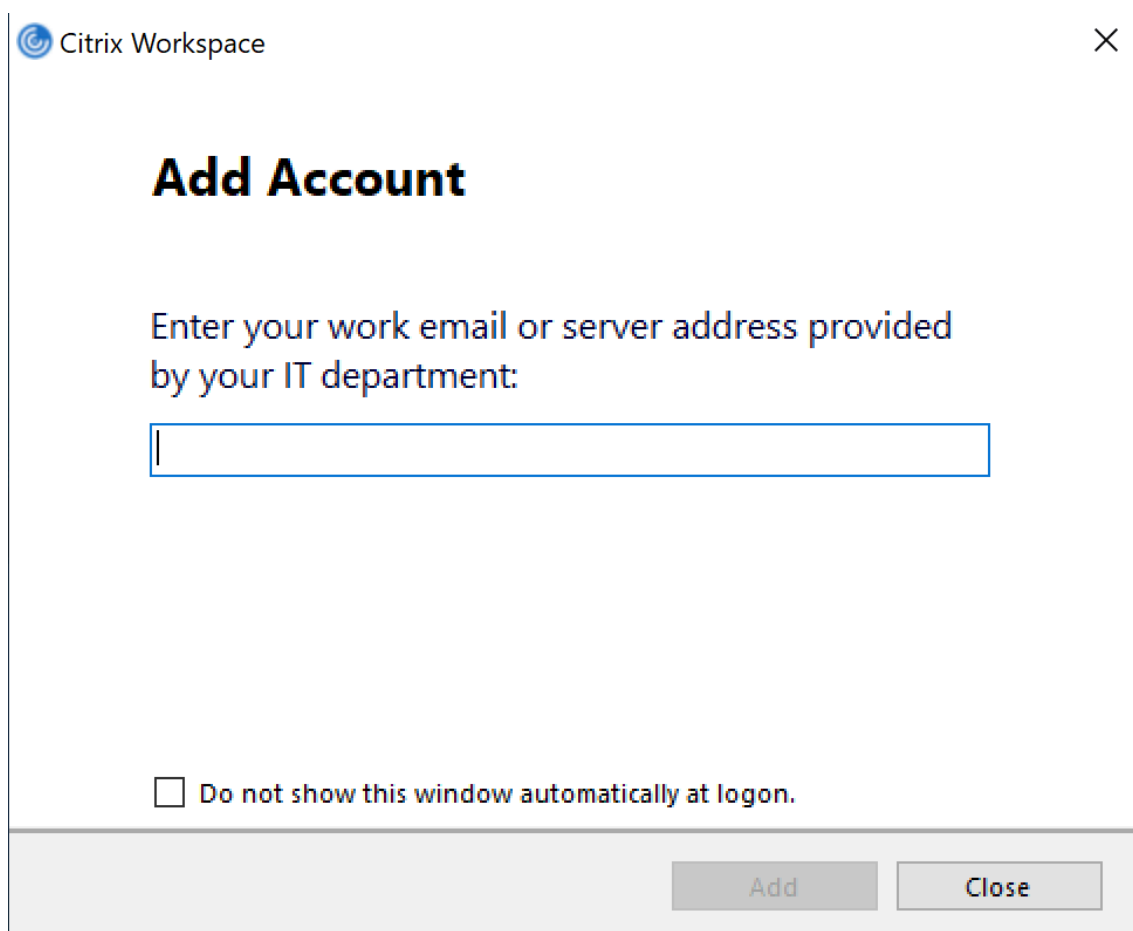 Citrix Workspace
Add Account
Enter your work email or server address provided
by your IT department:
Do not show this window automatically at logon.
Add
Close